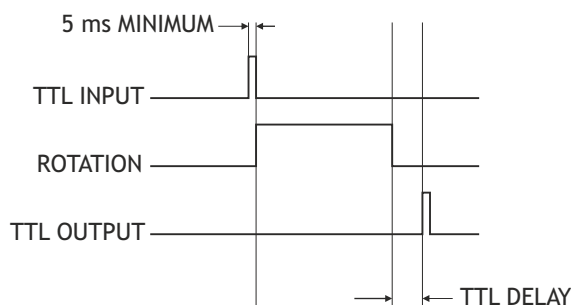 5 ms MINIMUM
TTL INPUT
ROTATION
TTL OUTPUT
TTL DELAY